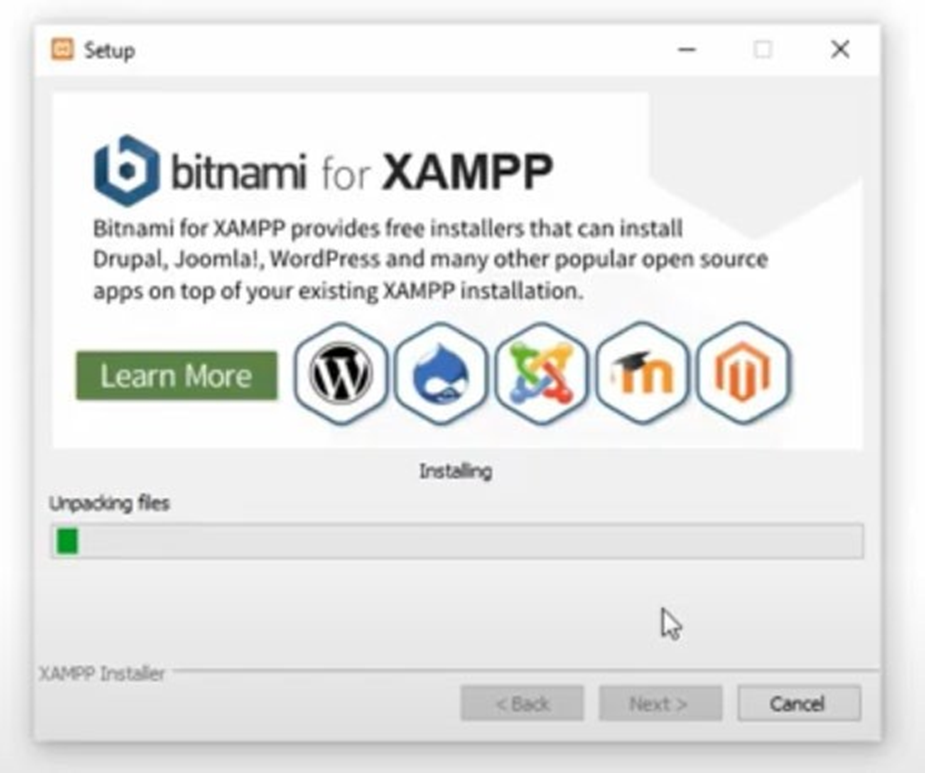 Setup
bitnami for XAMPP
Bitnami for XAMPP provides free installers that can install
Drupal, Joomla!, WordPress and many other popular open source
apps on top of your existing XAMPP installation.
Learn More
Installing
Unpacking files
XAMPP Installer
< Back Next > Cancel